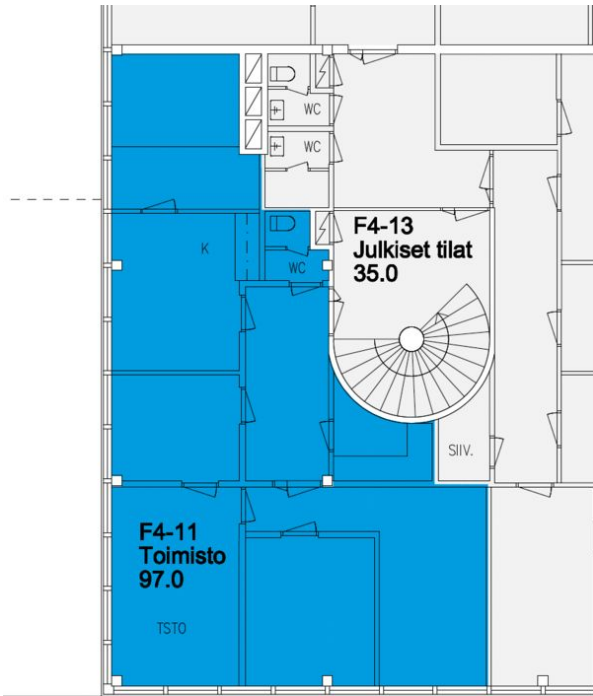 WC
WC
F4-13
Julkiset tilat
35.0
K
WC
SIIV.
F4-11
Toimisto
97.0
TSTO